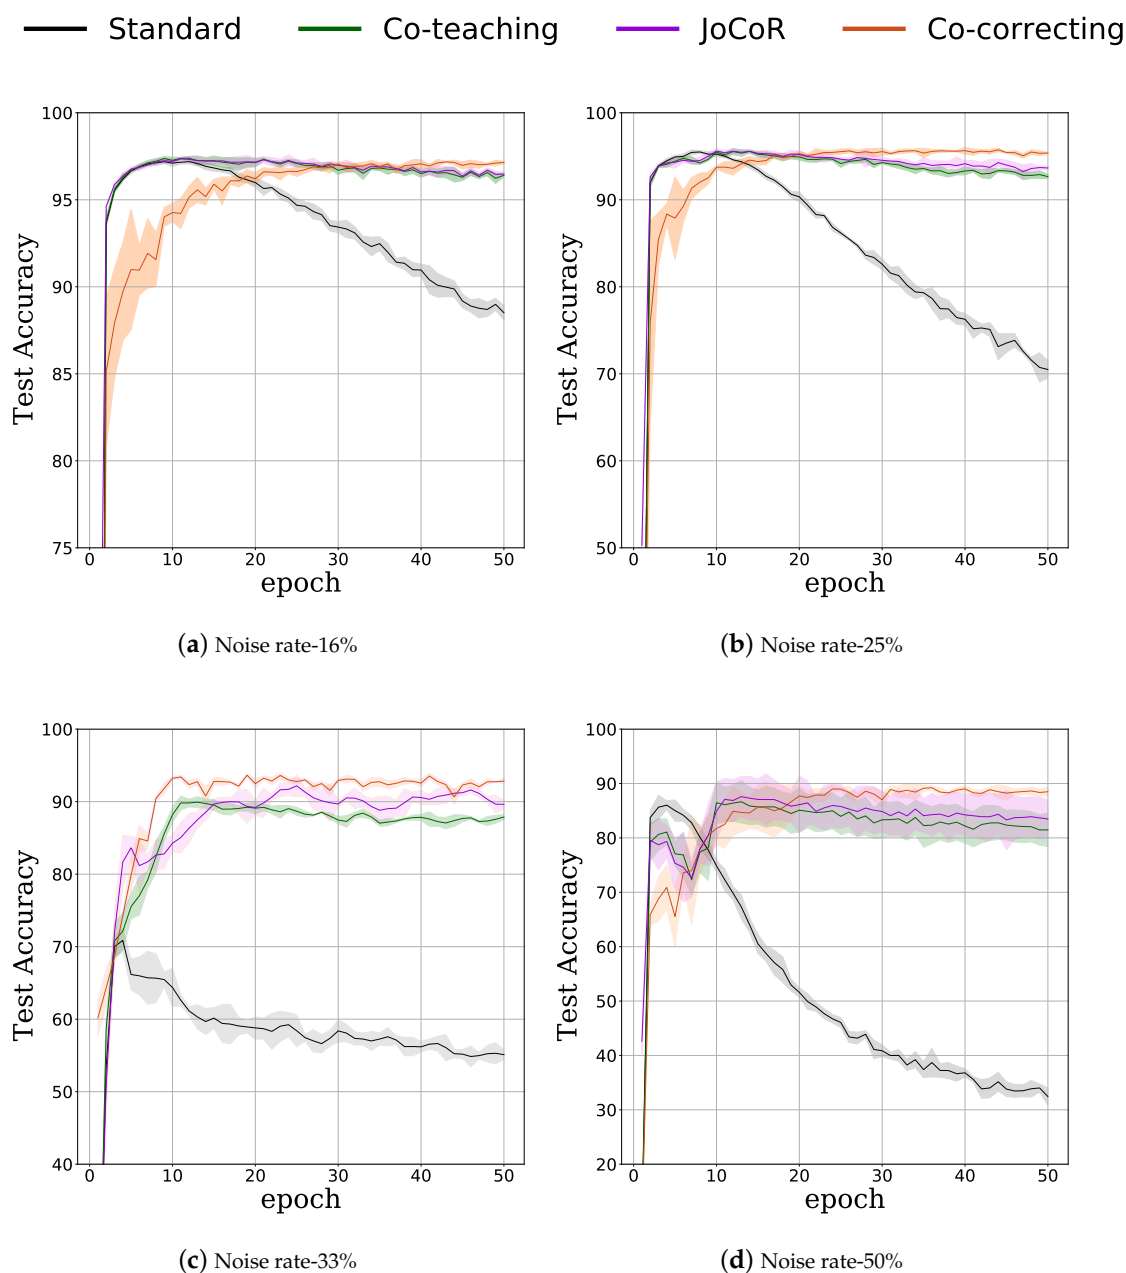 Standard Co-teaching JoCoR Co-correcting
100
95
90
85
80
75
0 10 20 30 40 50
Test Accuracy
epoch
(a) Noise rate-16%
100
90
80
70
60
50
0 10 20 30 40 50
Test Accuracy
epoch
(b) Noise rate-25%
100
90
80
70
60
50
40
0 10 20 30 40 50
Test Accuracy
epoch
(c) Noise rate-33%
100
90
80
70
60
50
40
30
20
0 10 20 30 40 50
Test Accuracy
epoch
(d) Noise rate-50%